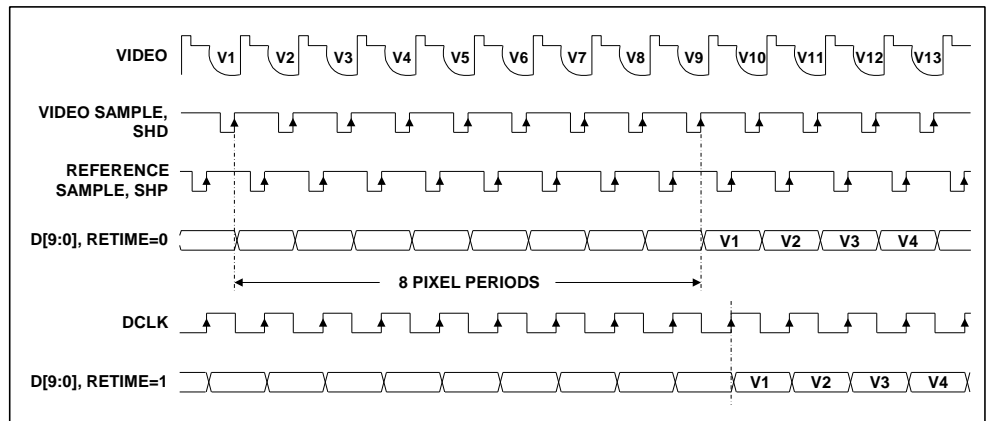 VIDEO V1 V2 V3 V4 V5 V6 V7 V8 V9 V10 V11 V12 V13
VIDEO SAMPLE,
SHD
REFERENCE
SAMPLE, SHP
D[9:0], RETIME=0 V1 V2 V3 V4
8 PIXEL PERIODS
DCLK
D[9:0], RETIME=1 V1 V2 V3 V4